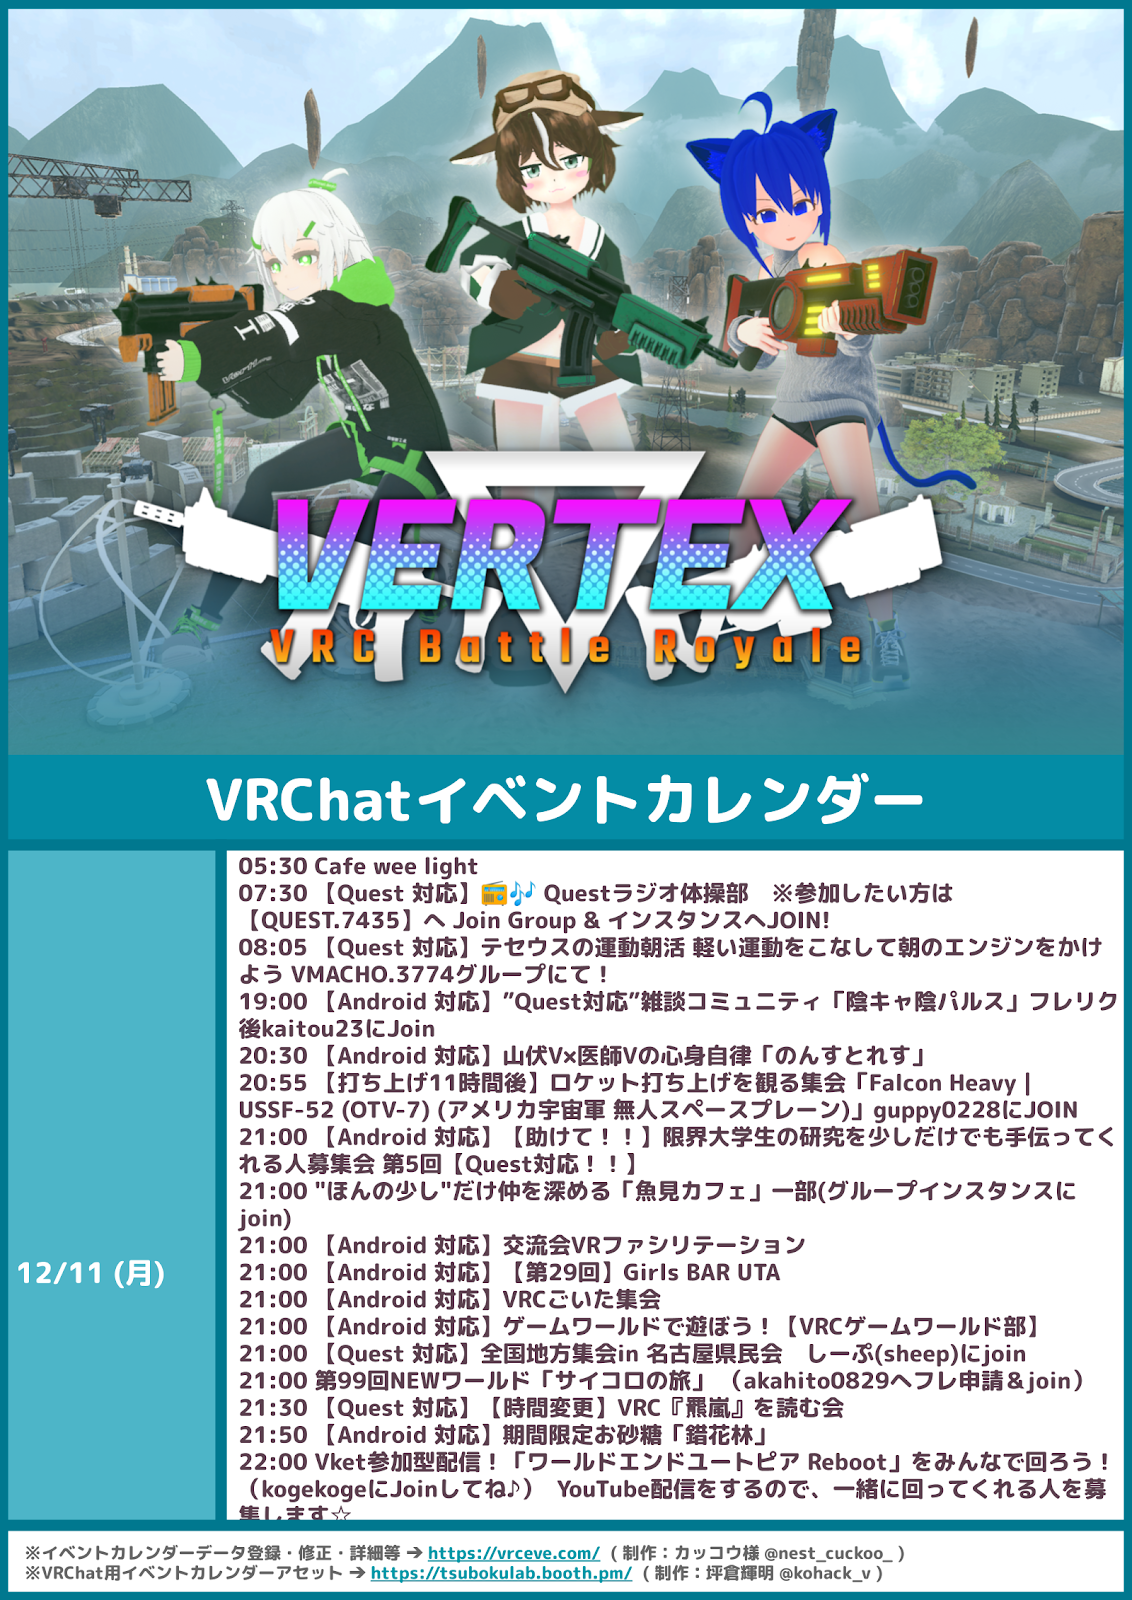 VERTEX
VRC Battle Royale
VRChatイベントカレンダー
12/11 (月)
05:30 Cafe wee light
07:30 【Quest 対応】📻🎶 Questラジオ体操部　※参加したい方は
【QUEST.7435】へ Join Group & インスタンスへJOIN!
08:05 【Quest 対応】テセウスの運動朝活 軽い運動をこなして朝のエンジンをかけ
よう VMACHO.3774グループにて！
19:00 【Android 対応】”Quest対応”雑談コミュニティ「陰キャ陰パルス」フレリク
後kaitou23にJoin
20:30 【Android 対応】山伏V×医師Vの心身自律「のんすとれす」
20:55 【打ち上げ11時間後】ロケット打ち上げを観る集会「Falcon Heavy |
USSF-52 (OTV-7) (アメリカ宇宙軍 無人スペースプレーン)」guppy0228にJOIN
21:00 【Android 対応】【助けて！！】限界大学生の研究を少しだけでも手伝ってく
れる人募集会 第5回【Quest対応！！】
21:00 "ほんの少し"だけ仲を深める「魚見カフェ」一部(グループインスタンスに
join)
21:00 【Android 対応】交流会VRファシリテーション
21:00 【Android 対応】【第29回】Girls BAR UTA
21:00 【Android 対応】VRCごいた集会
21:00 【Android 対応】ゲームワールドで遊ぼう！【VRCゲームワールド部】
21:00 【Quest 対応】全国地方集会in 名古屋県民会　しーぷ(sheep)にjoin
21:00 第99回NEWワールド「サイコロの旅」 （akahito0829へフレ申請＆join）
21:30 【Quest 対応】【時間変更】VRC『羆嵐』を読む会
21:50 【Android 対応】期間限定お砂糖「錯花林」
22:00 Vket参加型配信！「ワールドエンドユートピア Reboot」をみんなで回ろう！
（kogekogeにJoinしてね♪）　YouTube配信をするので、一緒に回ってくれる人を募
集します☆
※イベントカレンダーデータ登録・修正・詳細等 → https://vrceve.com/ ( 制作：カッコウ様 @nest_cuckoo_ )
※VRChat用イベントカレンダーアセット → https://tsubokulab.booth.pm/ ( 制作：坪倉輝明 @kohack_v )